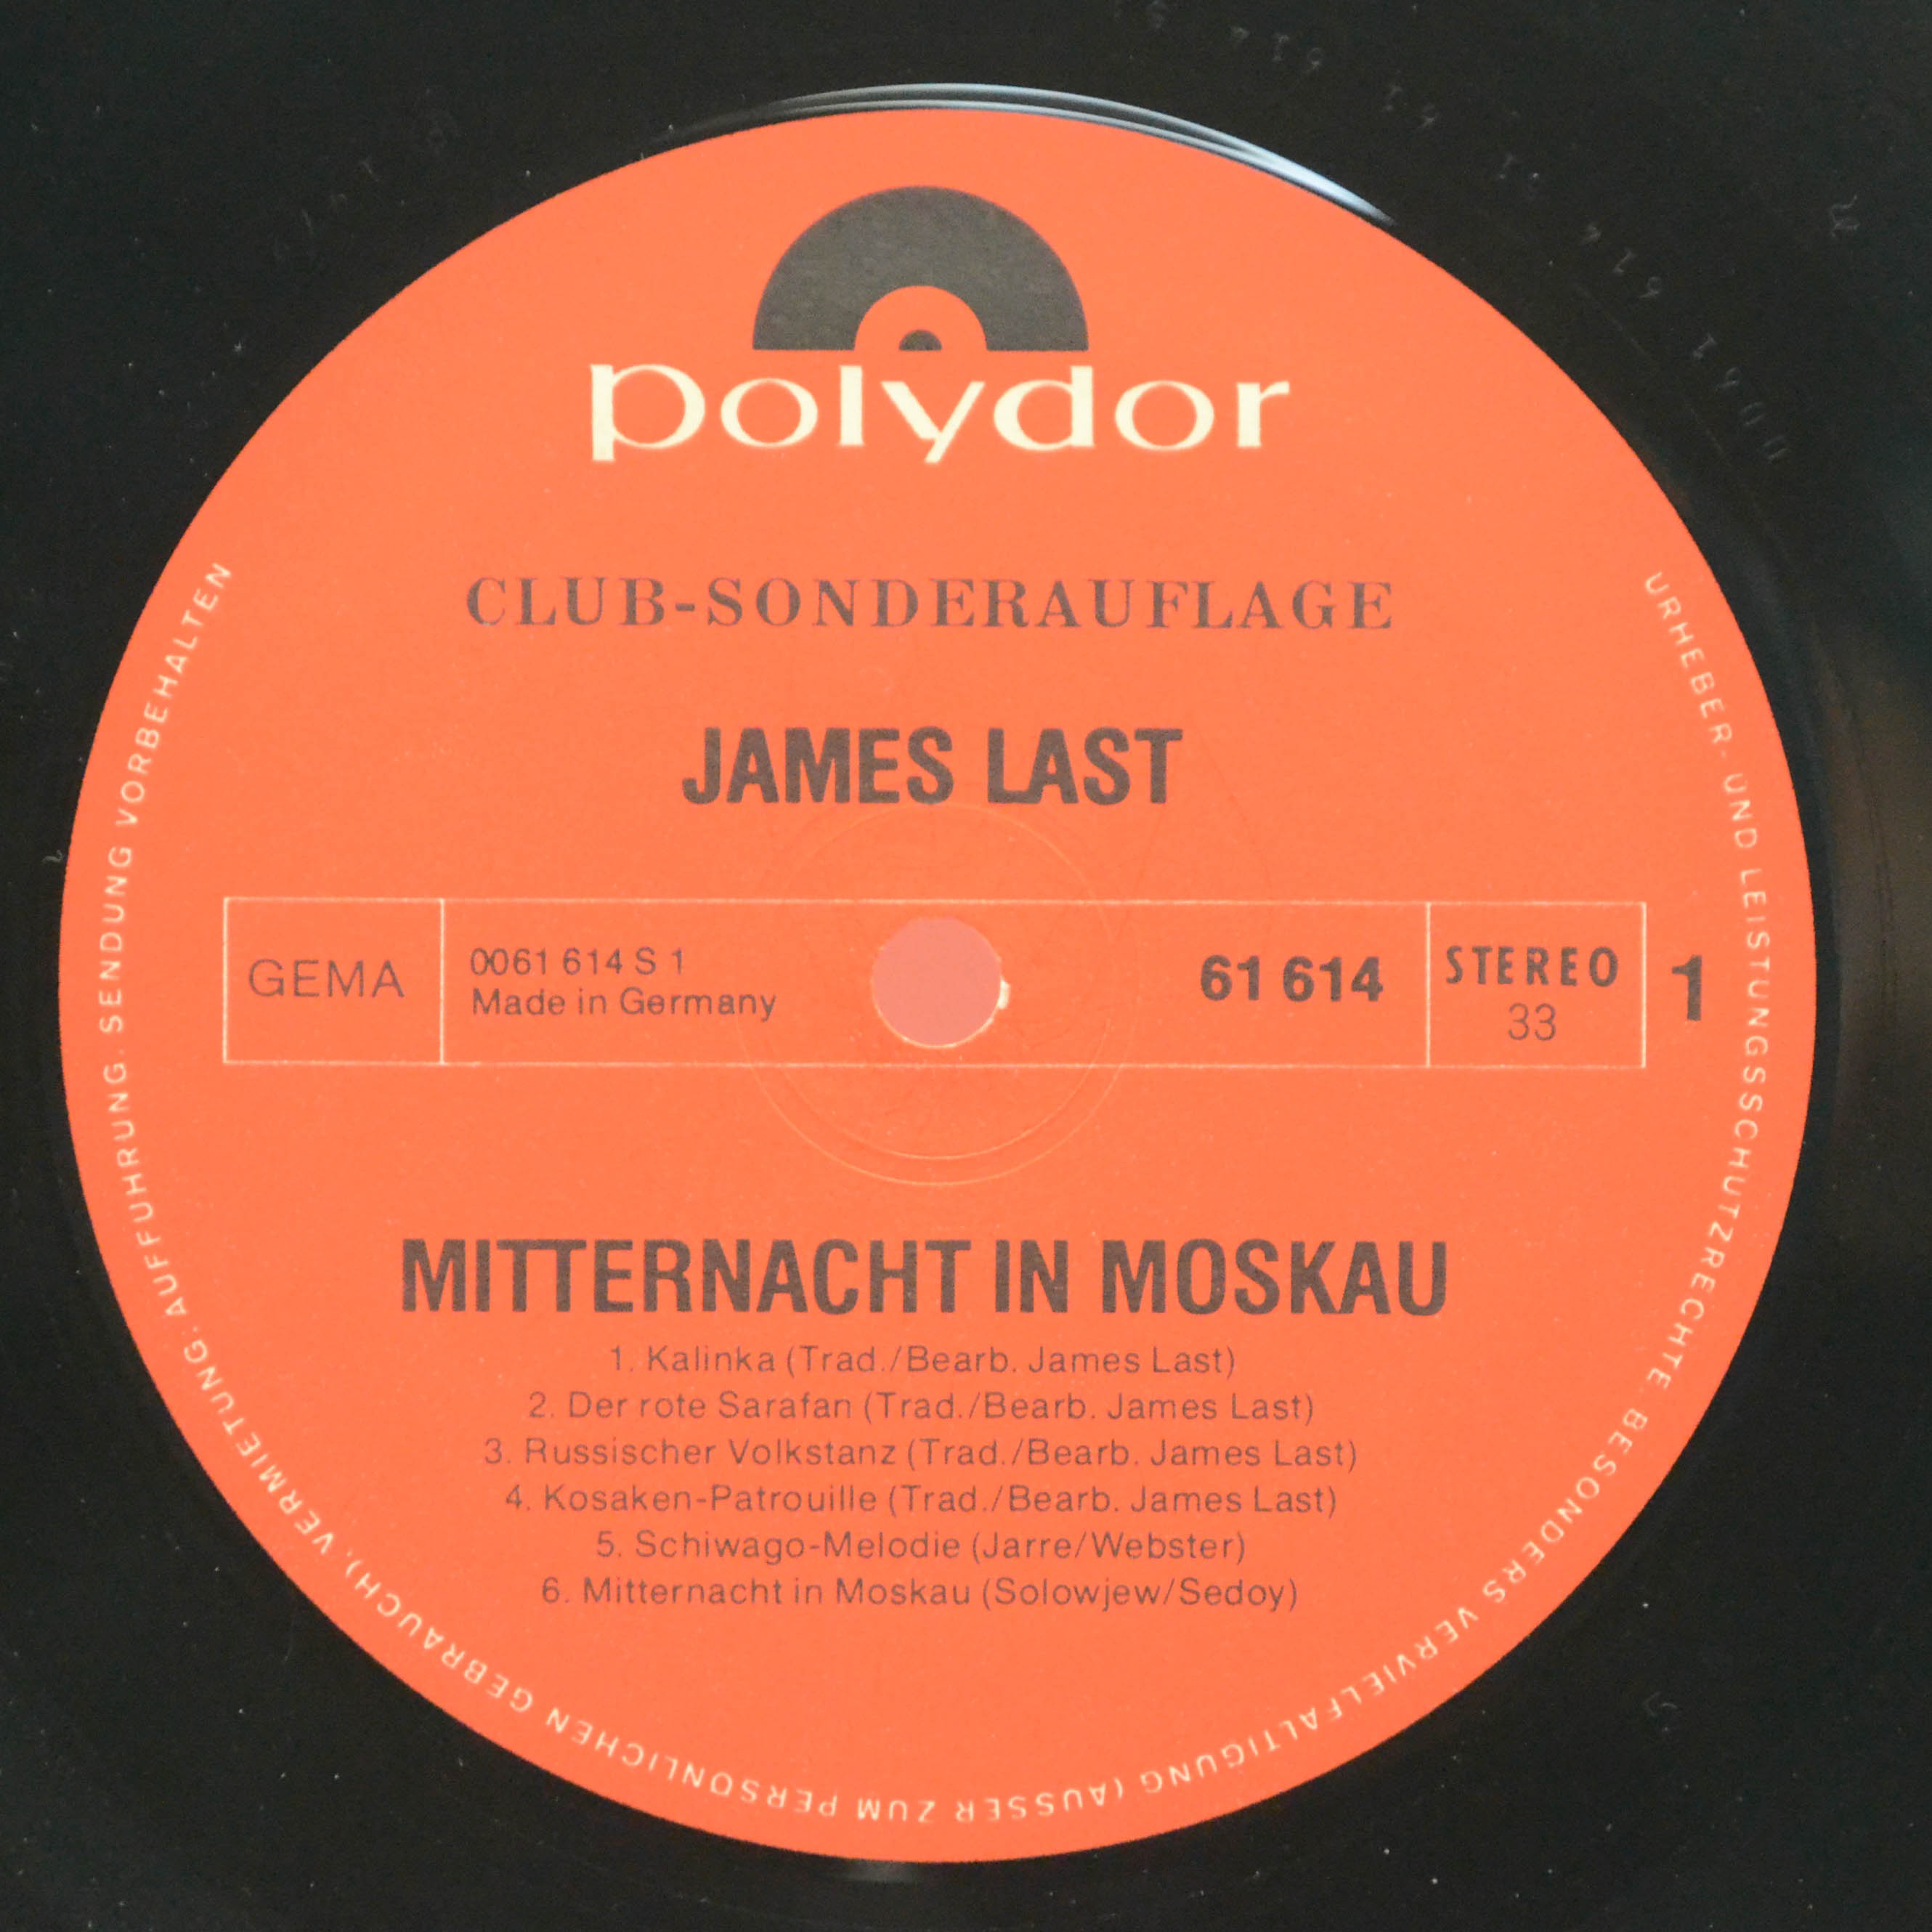 polydor
CLUB-SONDERAUFLAGE
JAMES LAST
GEMA
0061 614 S 1
Made in Germany
61 614
STEREO
33
1
MITTERNACHT IN MOSKAU
1. Kalinka (Trad./Bearb. James Last)
2. Der rote Sarafan (Trad./Bearb. James Last)
3. Russischer Volkstanz (Trad./Bearb. James Last)
4. Kosaken-Patrouille (Trad./Bearb. James Last)
5. Schiwago-Melodie (Jarre/Webster)
6. Mitternacht in Moskau (Solowjew/Sedoy)
URHEBER- UND LEISTUNGSSCHUTZRECHTE, BESONDERS VERVIELFÄLTIGUNG (AUSSER ZUM PERSÖNLICHEN GEBRAUCH), VERMIETUNG, AUFFÜHRUNG, SENDUNG VORBEHALTEN